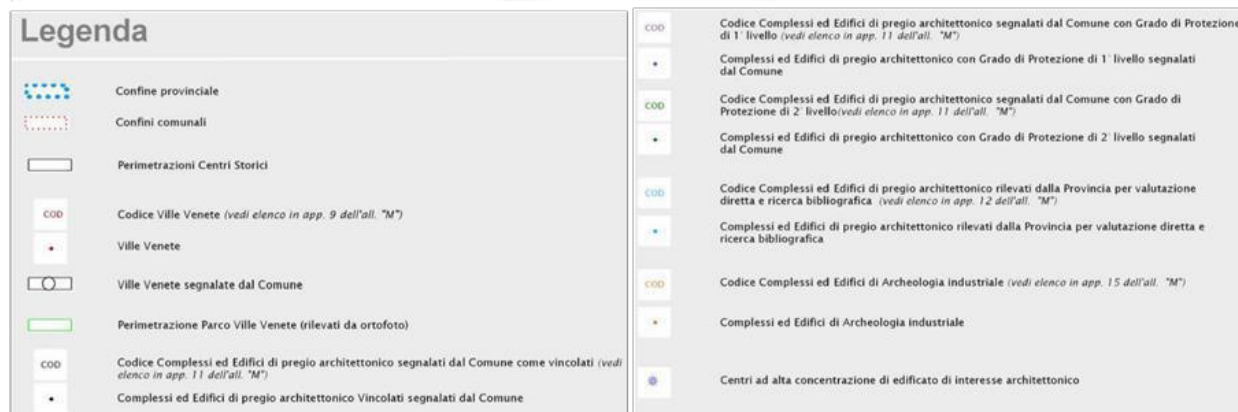 Legenda
Confine provinciale
Confini comunali
Perimetrazioni Centri Storici
COD
Codice Ville Venete (vedi elenco in app. 9 dell'all. "M")
Ville Venete
Ville Venete segnalate dal Comune
Perimetrazione Parco Ville Venete (rilevati da ortofoto)
COD
Codice Complessi ed Edifici di pregio architettonico segnalati dal Comune come vincolati (vedi
elenco in app. 11 dell'all. "M")
Complessi ed Edifici di pregio architettonico Vincolati segnalati dal Comune
COD
Codice Complessi ed Edifici di pregio architettonico segnalati dal Comune con Grado di Protezione
di 1° livello (vedi elenco in app. 11 dell'all. "M")
Complessi ed Edifici di pregio architettonico con Grado di Protezione di 1° livello segnalati
dal Comune
COD
Codice Complessi ed Edifici di pregio architettonico segnalati dal Comune con Grado di
Protezione di 2° livello(vedi elenco in app. 11 dell'all. "M")
Complessi ed Edifici di pregio architettonico con Grado di Protezione di 2° livello segnalati
dal Comune
COD
Codice Complessi ed Edifici di pregio architettonico rilevati dalla Provincia per valutazione
diretta e ricerca bibliografica (vedi elenco in app. 12 dell'all. "M")
Complessi ed Edifici di pregio architettonico rilevati dalla Provincia per valutazione diretta e
ricerca bibliografica
COD
Codice Complessi ed Edifici di Archeologia industriale (vedi elenco in app. 15 dell'all. "M")
Complessi ed Edifici di Archeologia industriale
Centri ad alta concentrazione di edificato di interesse architettonico